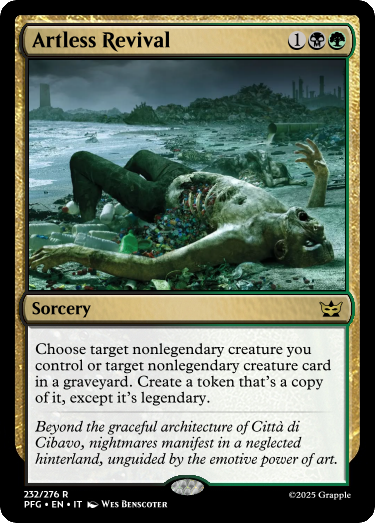 Artless Revival 1
Sorcery
Choose target nonlegendary creature you
control or target nonlegendary creature card
in a graveyard. Create a token that's a copy
of it, except it's legendary.
Beyond the graceful architecture of Città di
Cibavo, nightmares manifest in a neglected
hinterland, unguided by the emotive power of art.
232/276 R
PFG • EN • IT Wes Benscoter
©2025 Grapple